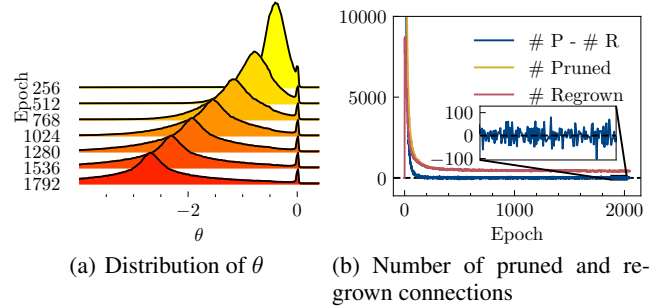 Epoch
256
512
768
1024
1280
1536
1792
−2
0
θ
(a) Distribution of θ
10000
5000
0
# P - # R
# Pruned
# Regrown
100
0
−100
0
1000
2000
Epoch
(b) Number of pruned and re-
grown connections